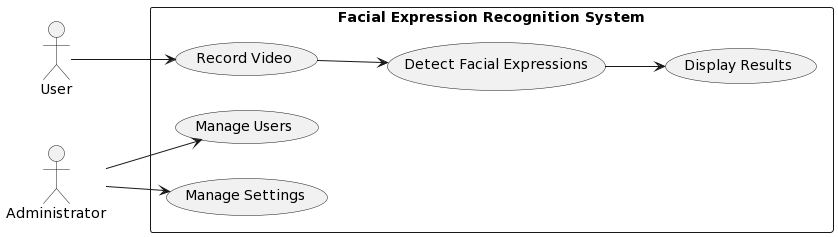 Facial Expression Recognition System
User
Record Video
Detect Facial Expressions
Display Results
Manage Users
Administrator
Manage Settings